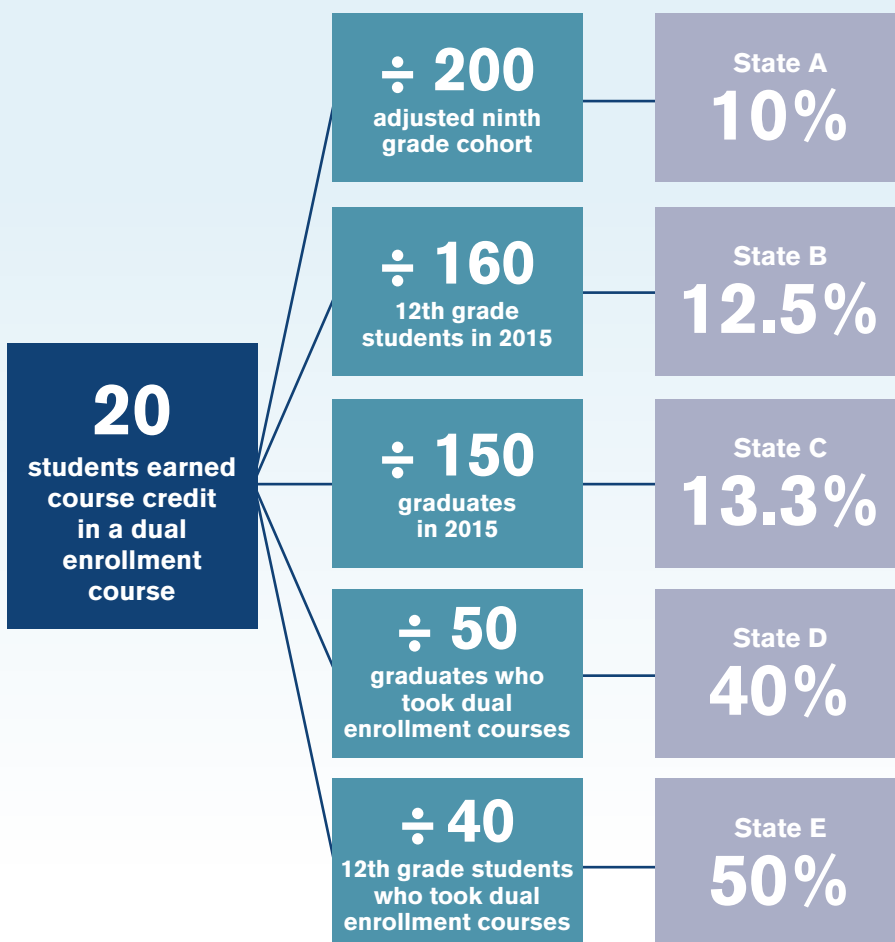 20
students earned
course credit
in a dual
enrollment
course
÷ 200
adjusted ninth
grade cohort
State A
10%
÷ 160
12th grade
students in 2015
State B
12.5%
÷ 150
graduates
in 2015
State C
13.3%
÷ 50
graduates who
took dual
enrollment courses
State D
40%
÷ 40
12th grade students
who took dual
enrollment courses
State E
50%